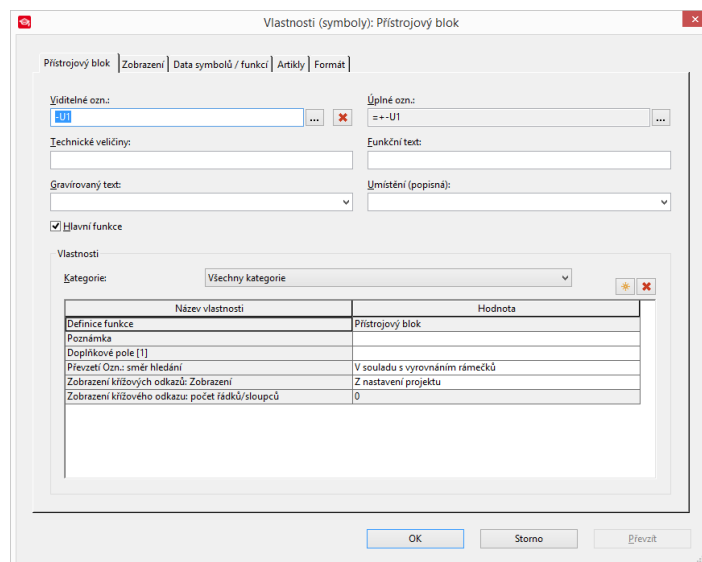 Vlastnosti (symboly): Přístrojový blok
Přístrojový blok Zobrazení Data symbolů / funkcí Artikly Formát
Viditelné ozn.: Úplné ozn.:
-U1 ... =+-U1 ...
Technické veličiny: Funkční text:
Gravírovaný text: Umístění (popisná):
Hlavní funkce
Vlastnosti
Kategorie: Všechny kategorie
Název vlastnosti Hodnota
Definice funkce Přístrojový blok
Poznámka
Doplňkové pole [1]
Převzetí Ozn.: směr hledání V souladu s vyrovnáním rámečků
Zobrazení křížových odkazů: Zobrazení Z nastavení projektu
Zobrazení křížového odkazu: počet řádků/sloupců 0
OK Storno Převzít